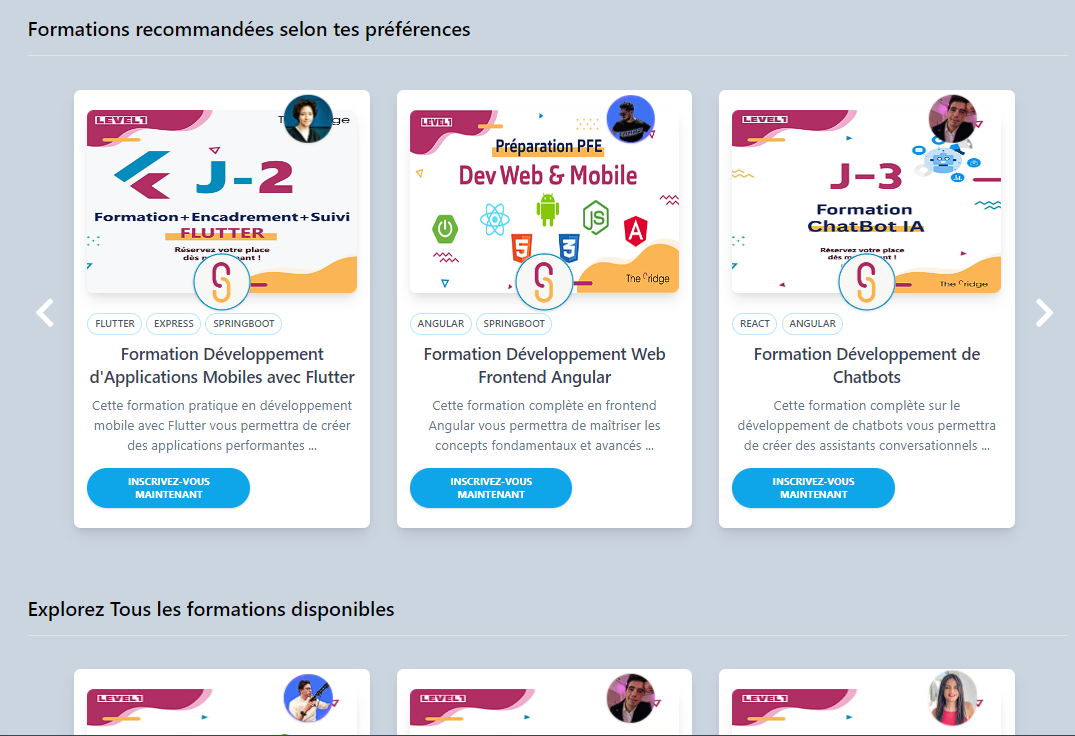 Formations recommandées selon tes préférences
LEVEL1
J-2
Formation+Encadrement+Suivi
FLUTTER
Réservez votre place
FLUTTER
EXPRESS
SPRINGBOOT
Formation Développement
d'Applications Mobiles avec Flutter
Cette formation pratique en développement
mobile avec Flutter vous permettra de créer
des applications performantes ...
INSCRIVEZ-VOUS
MAINTENANT
LEVEL1
Préparation PFE
Dev Web & Mobile
JS
5
3
A
The Bridge
ANGULAR
SPRINGBOOT
Formation Développement Web
Frontend Angular
Cette formation complète en frontend
Angular vous permettra de maîtriser les
concepts fondamentaux et avancés ...
INSCRIVEZ-VOUS
MAINTENANT
LEVEL1
J-3
Formation
ChatBot IA
Réservez votre place
The Bridge
REACT
ANGULAR
Formation Développement de
Chatbots
Cette formation complète sur le
développement de chatbots vous permettra
de créer des assistants conversationnels ...
INSCRIVEZ-VOUS
MAINTENANT
Explorez Tous les formations disponibles
LEVEL1
LEVEL1
LEVEL1